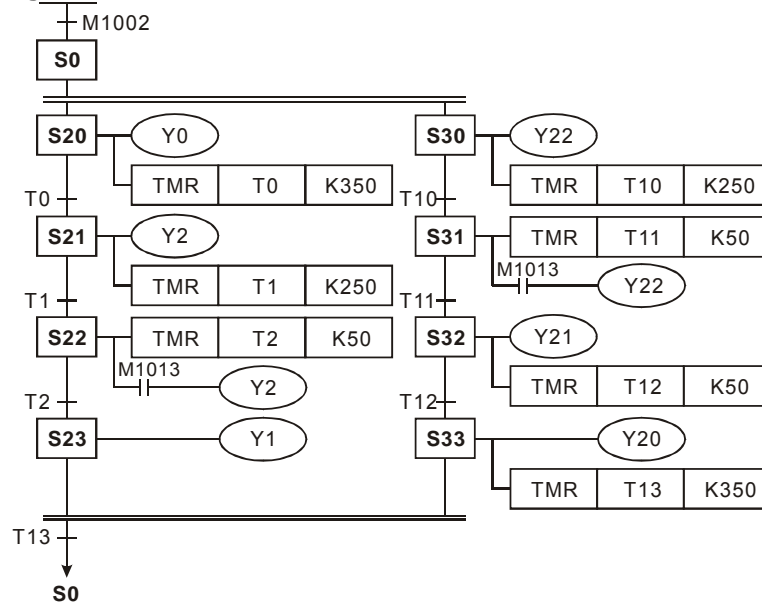 M1002
S0
S20 Y0 S30 Y22
TMR T0 K350 TMR T10 K250
T0 T10
S21 Y2 S31 TMR T11 K50
M1013 Y22
TMR T1 K250
T1 T11
S22 TMR T2 K50 S32 Y21
M1013 Y2 TMR T12 K50
T2 T12
S23 Y1 S33 Y20
TMR T13 K350
T13
S0